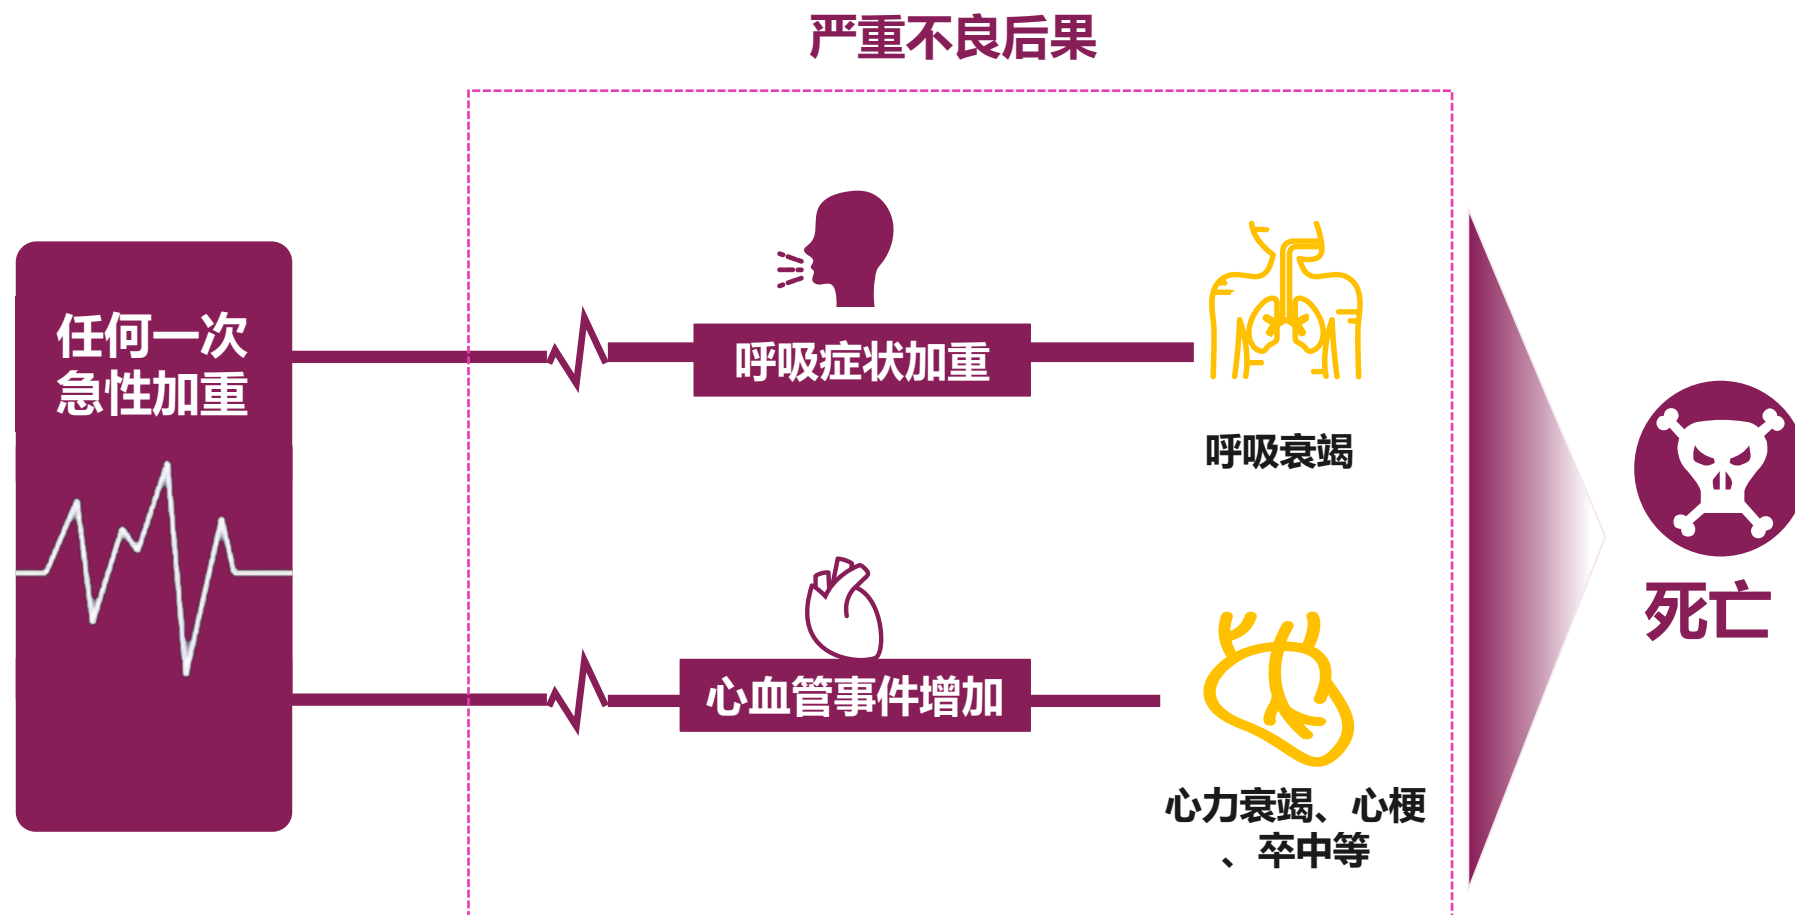 严重不良后果
任何一次
急性加重
呼吸症状加重
呼吸衰竭
心血管事件增加
心力衰竭、心梗
、卒中等
死亡